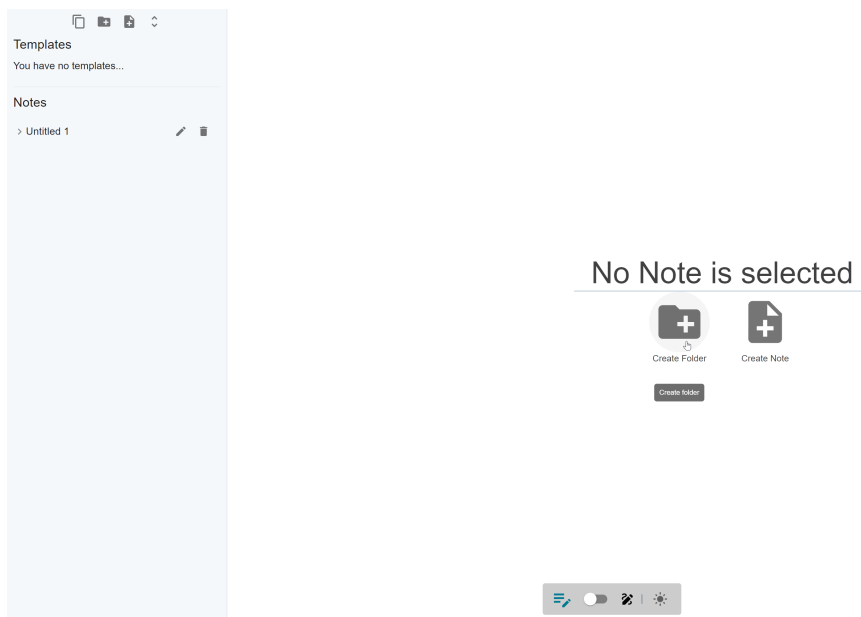 Templates
You have no templates...
Notes
Untitled 1
No Note is selected
Create Folder
Create Note
Create folder